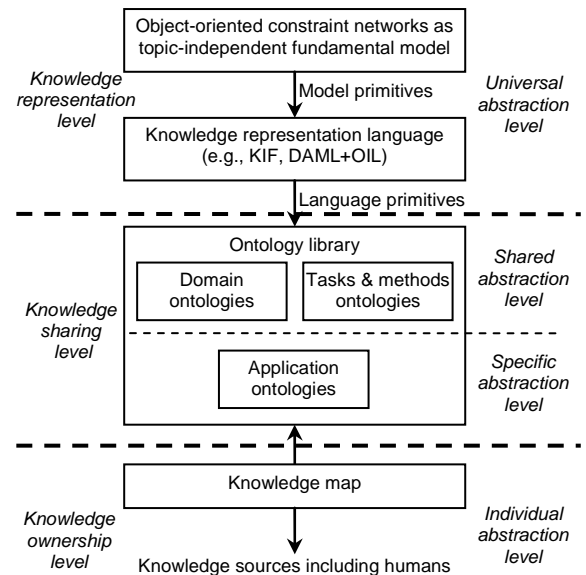 Object-oriented constraint networks as
topic-independent fundamental model
Knowledge
representation
level
Universal
abstraction
level
Model primitives
Knowledge representation language
(e.g., KIF, DAML+OIL)
Language primitives
Ontology library
Domain
ontologies
Tasks & methods
ontologies
Shared
abstraction
level
Knowledge
sharing
level
Application
ontologies
Specific
abstraction
level
Knowledge map
Knowledge
ownership
level
Individual
abstraction
level
Knowledge sources including humans